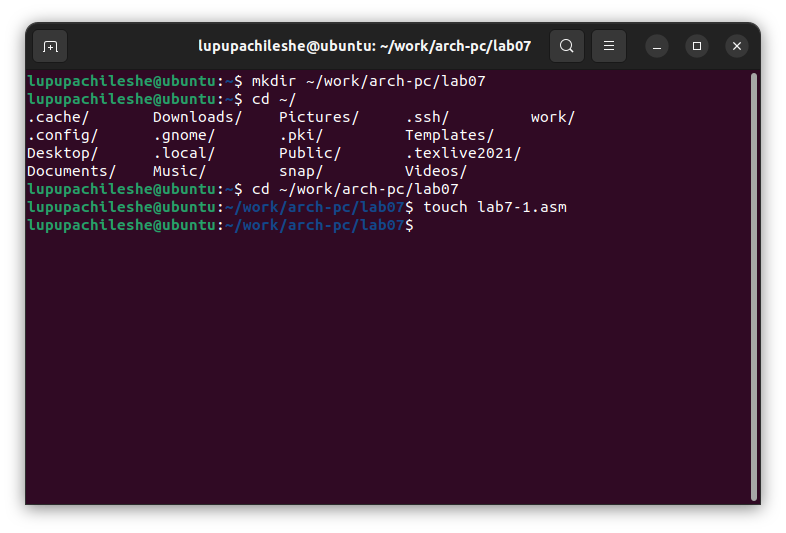 lupupachileshe@ubuntu: ~/work/arch-pc/lab07
lupupachileshe@ubuntu:~$ mkdir ~/work/arch-pc/lab07
lupupachileshe@ubuntu:~$ cd ~/
.cache/ Downloads/ Pictures/ .ssh/ work/
.config/ .gnome/ .pki/ Templates/
Desktop/ .local/ Public/ .texlive2021/
Documents/ Music/ snap/ Videos/
lupupachileshe@ubuntu:~$ cd ~/work/arch-pc/lab07
lupupachileshe@ubuntu:~/work/arch-pc/lab07$ touch lab7-1.asm
lupupachileshe@ubuntu:~/work/arch-pc/lab07$